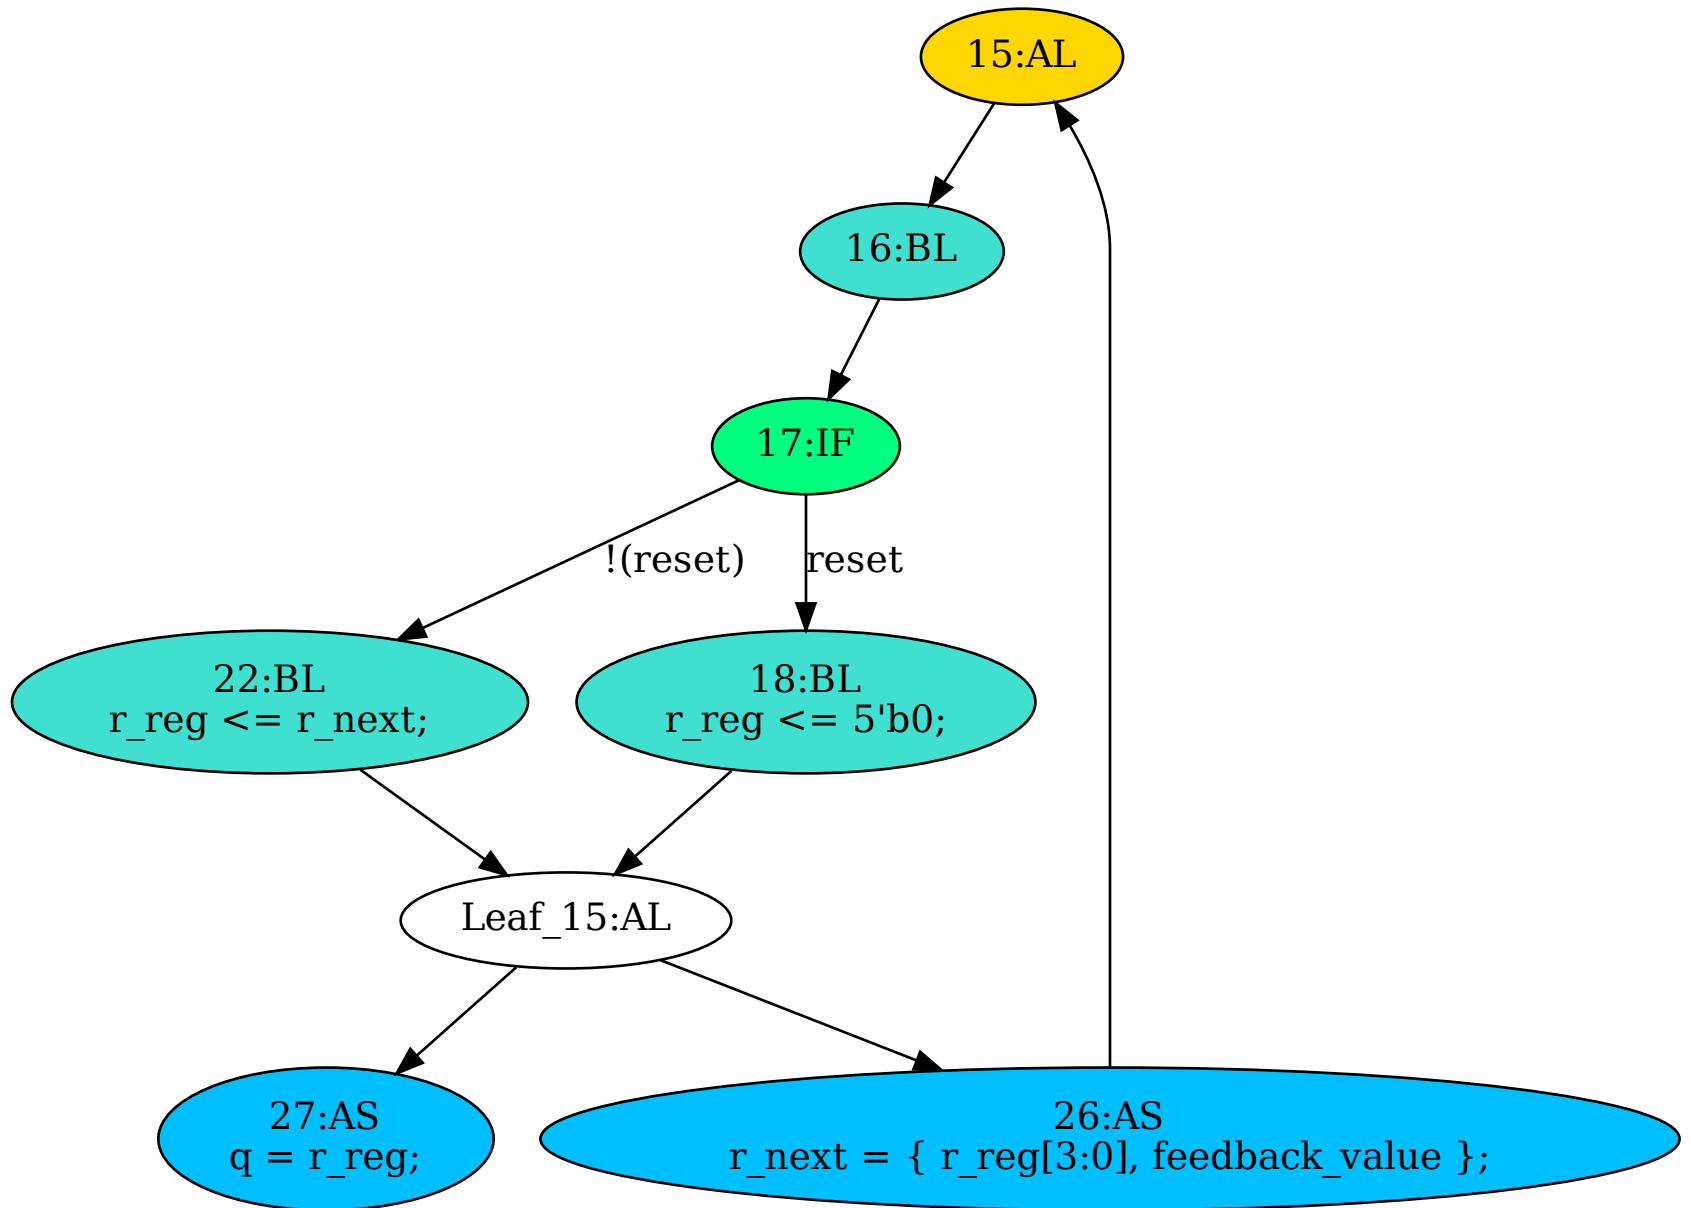 15:AL
16:BL
17:IF
!(reset)
reset
22:BL
r_reg <= r_next;
18:BL
r_reg <= 5'b0;
Leaf_15:AL
27:AS
q = r_reg;
26:AS
r_next = { r_reg[3:0], feedback_value };